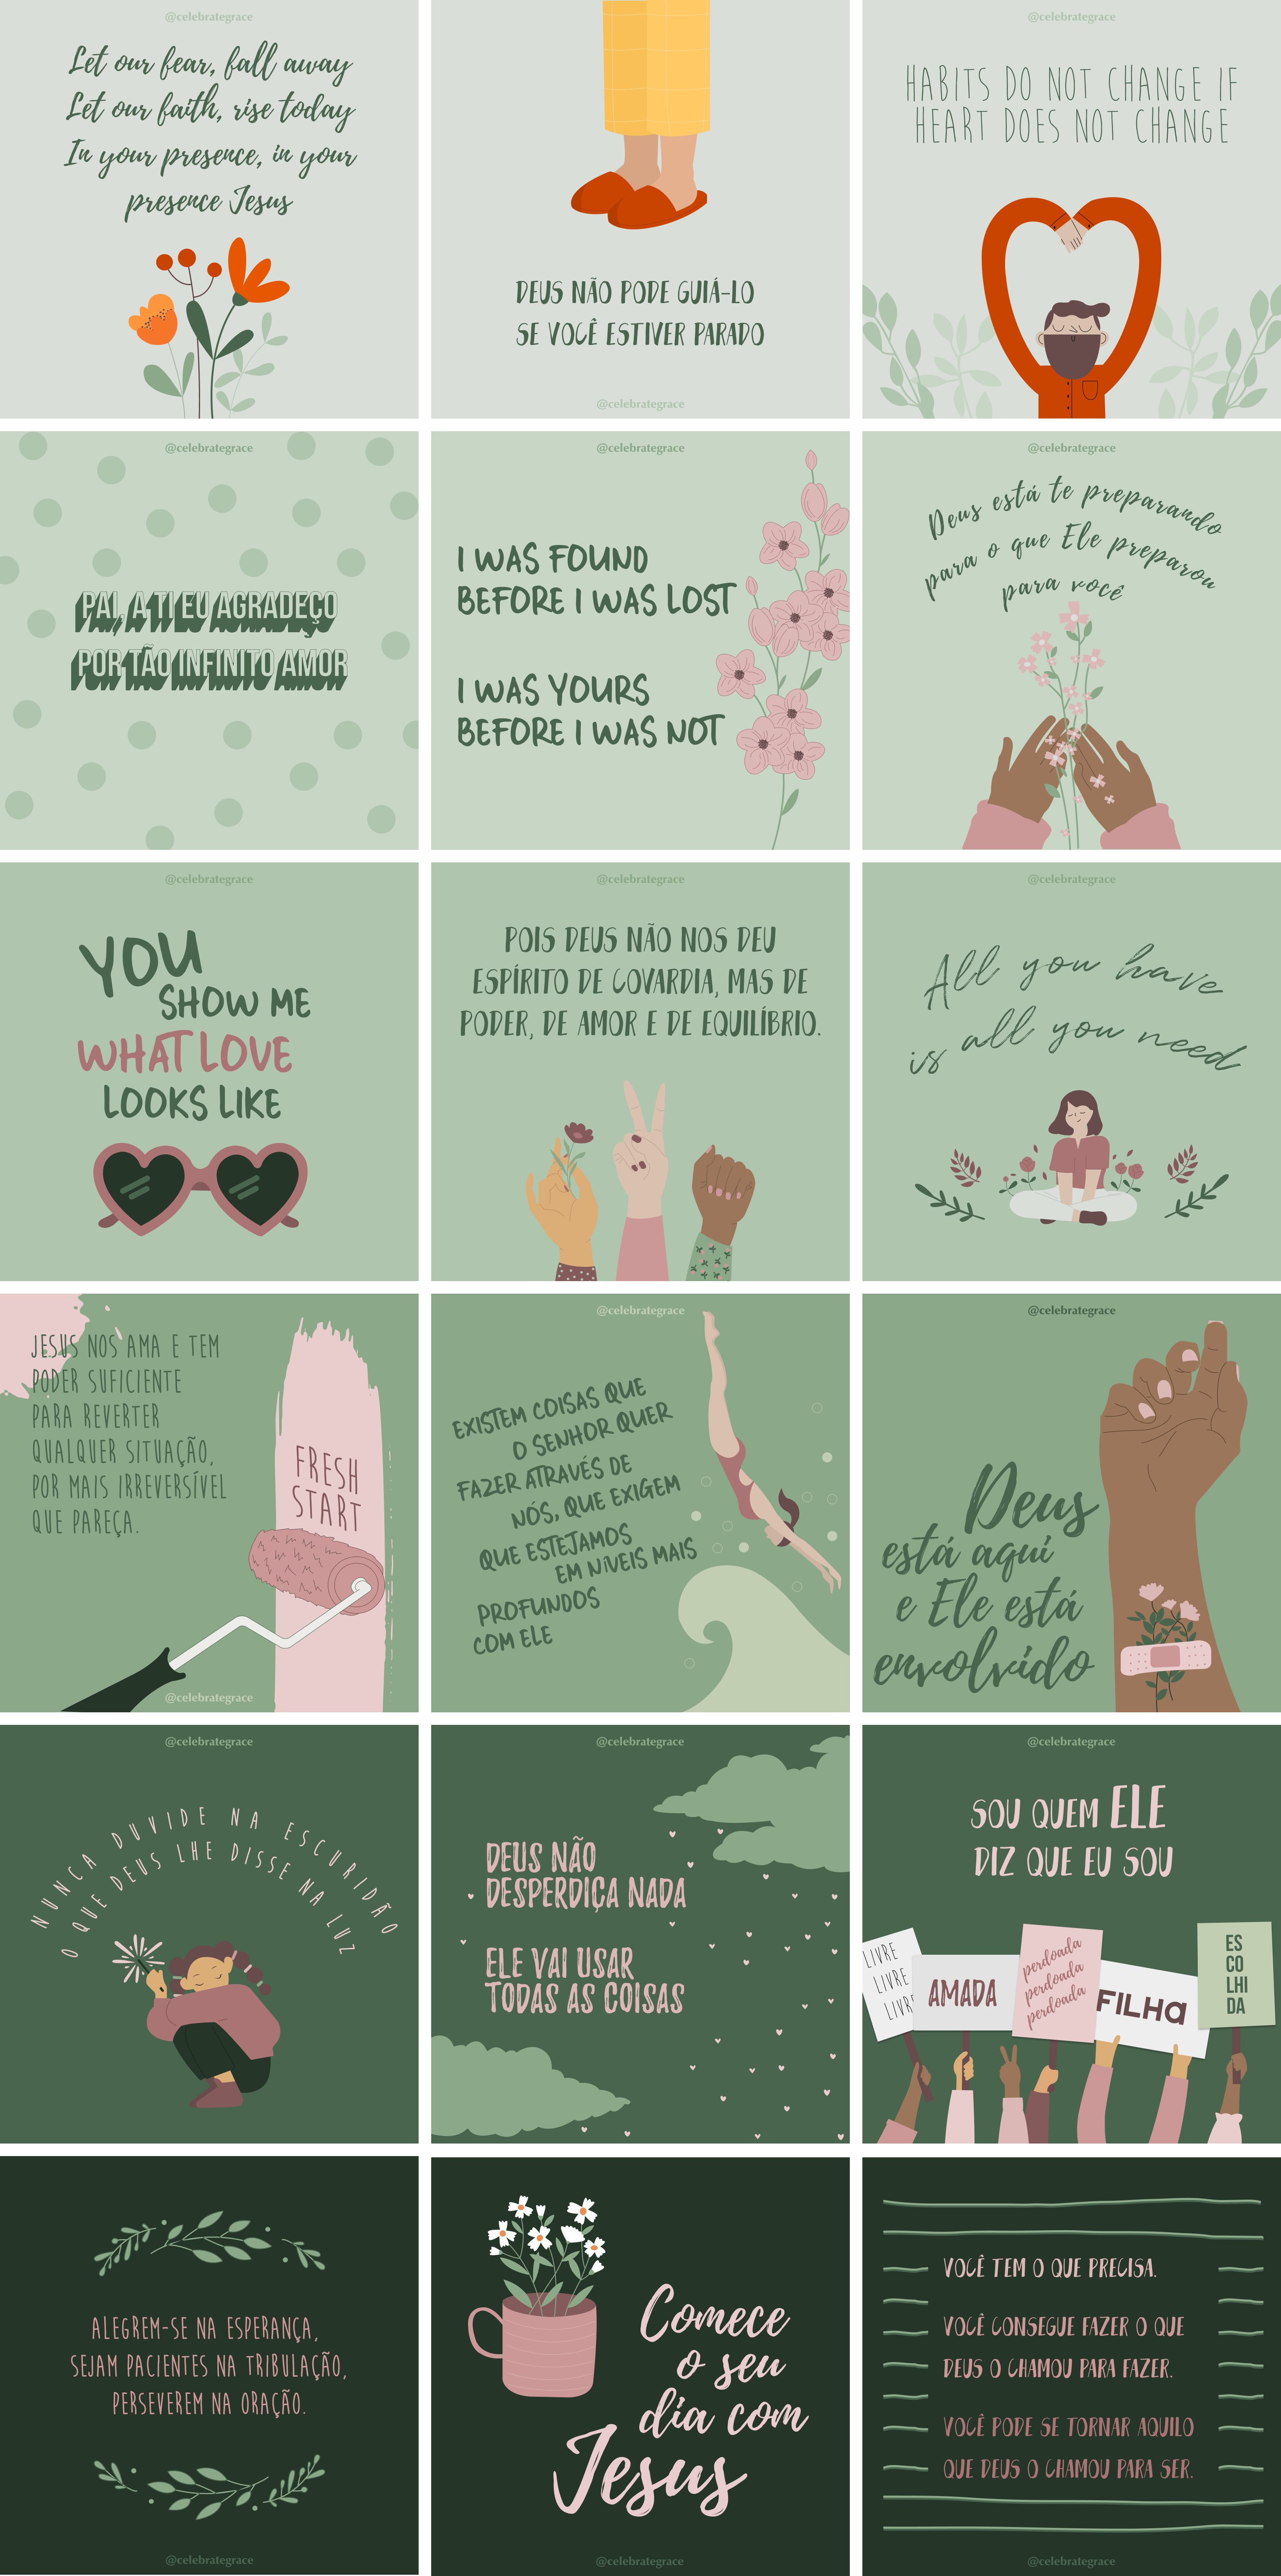 @celebrategrace
Let our fear, fall away
Let our faith, rise today
In your presence, in your
presence Jesus
DEUS NÃO PODE GUIÁ-LO
SE VOCÊ ESTIVER PARADO
@celebrategrace
@celebrategrace
HABITS DO NOT CHANGE IF
HEART DOES NOT CHANGE
@celebrategrace
PAI, A TI EU AGRADEÇO
POR TÃO INFINITO AMOR
@celebrategrace
I WAS FOUND
BEFORE I WAS LOST
I WAS YOURS
BEFORE I WAS NOT
@celebrategrace
Deus está te preparando
para o que Ele preparou
para você
@celebrategrace
YOU
SHOW ME
WHAT LOVE
LOOKS LIKE
@celebrategrace
POIS DEUS NÃO NOS DEU
ESPÍRITO DE COVARDIA, MAS DE
PODER, DE AMOR E DE EQUILÍBRIO.
@celebrategrace
All you have
is all you need
JESUS NOS AMA E TEM
PODER SUFICIENTE
PARA REVERTER
QUALQUER SITUAÇÃO,
POR MAIS IRREVERSÍVEL
QUE PAREÇA.
FRESH
START
@celebrategrace
@celebrategrace
EXISTEM COISAS QUE
O SENHOR QUER
FAZER ATRAVÉS DE
NÓS, QUE EXIGEM
QUE ESTEJAMOS
EM NÍVEIS MAIS
PROFUNDOS
COM ELE
@celebrategrace
Deus
está aqui
e Ele está
envolvido
@celebrategrace
NUNCA DUVIDE NA ESCURIDÃO
O QUE DEUS LHE DISSE NA LUZ
@celebrategrace
DEUS NÃO
DESPERDIÇA NADA
ELE VAI USAR
TODAS AS COISAS
@celebrategrace
SOU QUEM ELE
DIZ QUE EU SOU
LIVRE
LIVRE
LIVRE
AMADA
perdoada
perdoada
perdoada
FILHA
ES
CO
LHI
DA
ALEGREM-SE NA ESPERANÇA,
SEJAM PACIENTES NA TRIBULAÇÃO,
PERSEVEREM NA ORAÇÃO.
@celebrategrace
Comece
o seu
dia com
Jesus
@celebrategrace
VOCÊ TEM O QUE PRECISA.
VOCÊ CONSEGUE FAZER O QUE
DEUS O CHAMOU PARA FAZER.
VOCÊ PODE SE TORNAR AQUILO
QUE DEUS O CHAMOU PARA SER.
@celebrategrace